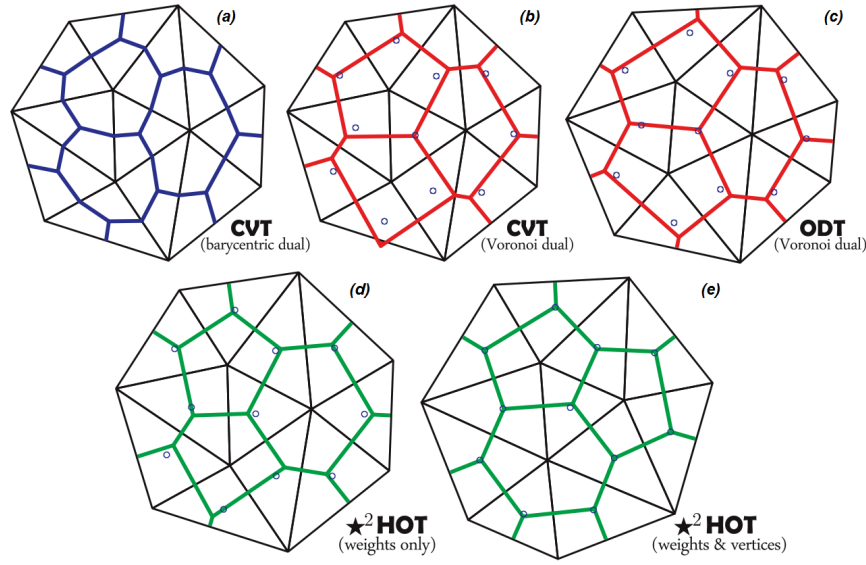 (a)
CVT
(barycentric dual)
(b)
CVT
(Voronoi dual)
(c)
ODT
(Voronoi dual)
(d)
★² HOT
(weights only)
(e)
★² HOT
(weights & vertices)